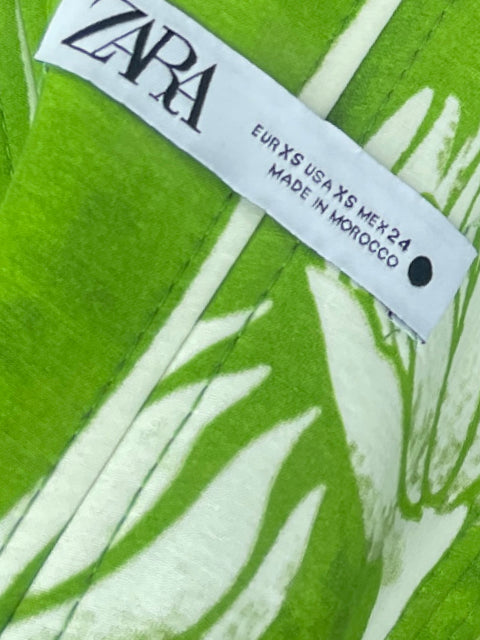 ZARA
EUR XS USA XS MEX 24
MADE IN MOROCCO